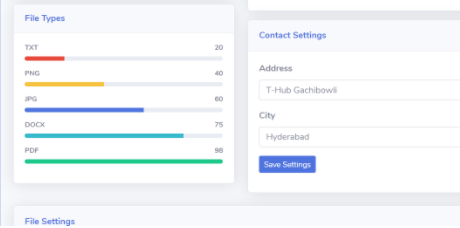 File Types
TXT 20
PNG 40
JPG 60
DOCX 75
PDF 98
Contact Settings
Address
T-Hub Gachibowli
City
Hyderabad
Save Settings
File Settings